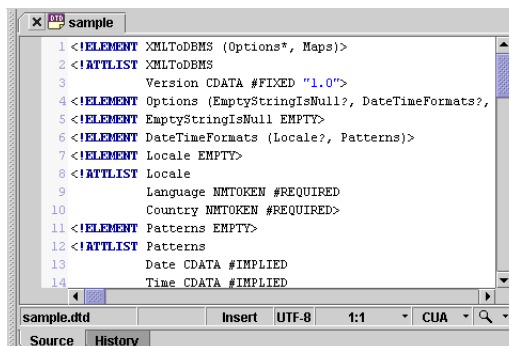 DTD sample
1 <!ELEMENT XMLToDBMS (Options*, Maps)>
2 <!ATTLIST XMLToDBMS
3 Version CDATA #FIXED "1.0">
4 <!ELEMENT Options (EmptyStringIsNull?, DateTimeFormats?,
5 <!ELEMENT EmptyStringIsNull EMPTY>
6 <!ELEMENT DateTimeFormats (Locale?, Patterns)>
7 <!ELEMENT Locale EMPTY>
8 <!ATTLIST Locale
9 Language NMTOKEN #REQUIRED
10 Country NMTOKEN #REQUIRED>
11 <!ELEMENT Patterns EMPTY>
12 <!ATTLIST Patterns
13 Date CDATA #IMPLIED
14 Time CDATA #IMPLIED
sample.dtd Insert UTF-8 1:1 CUA
Source History